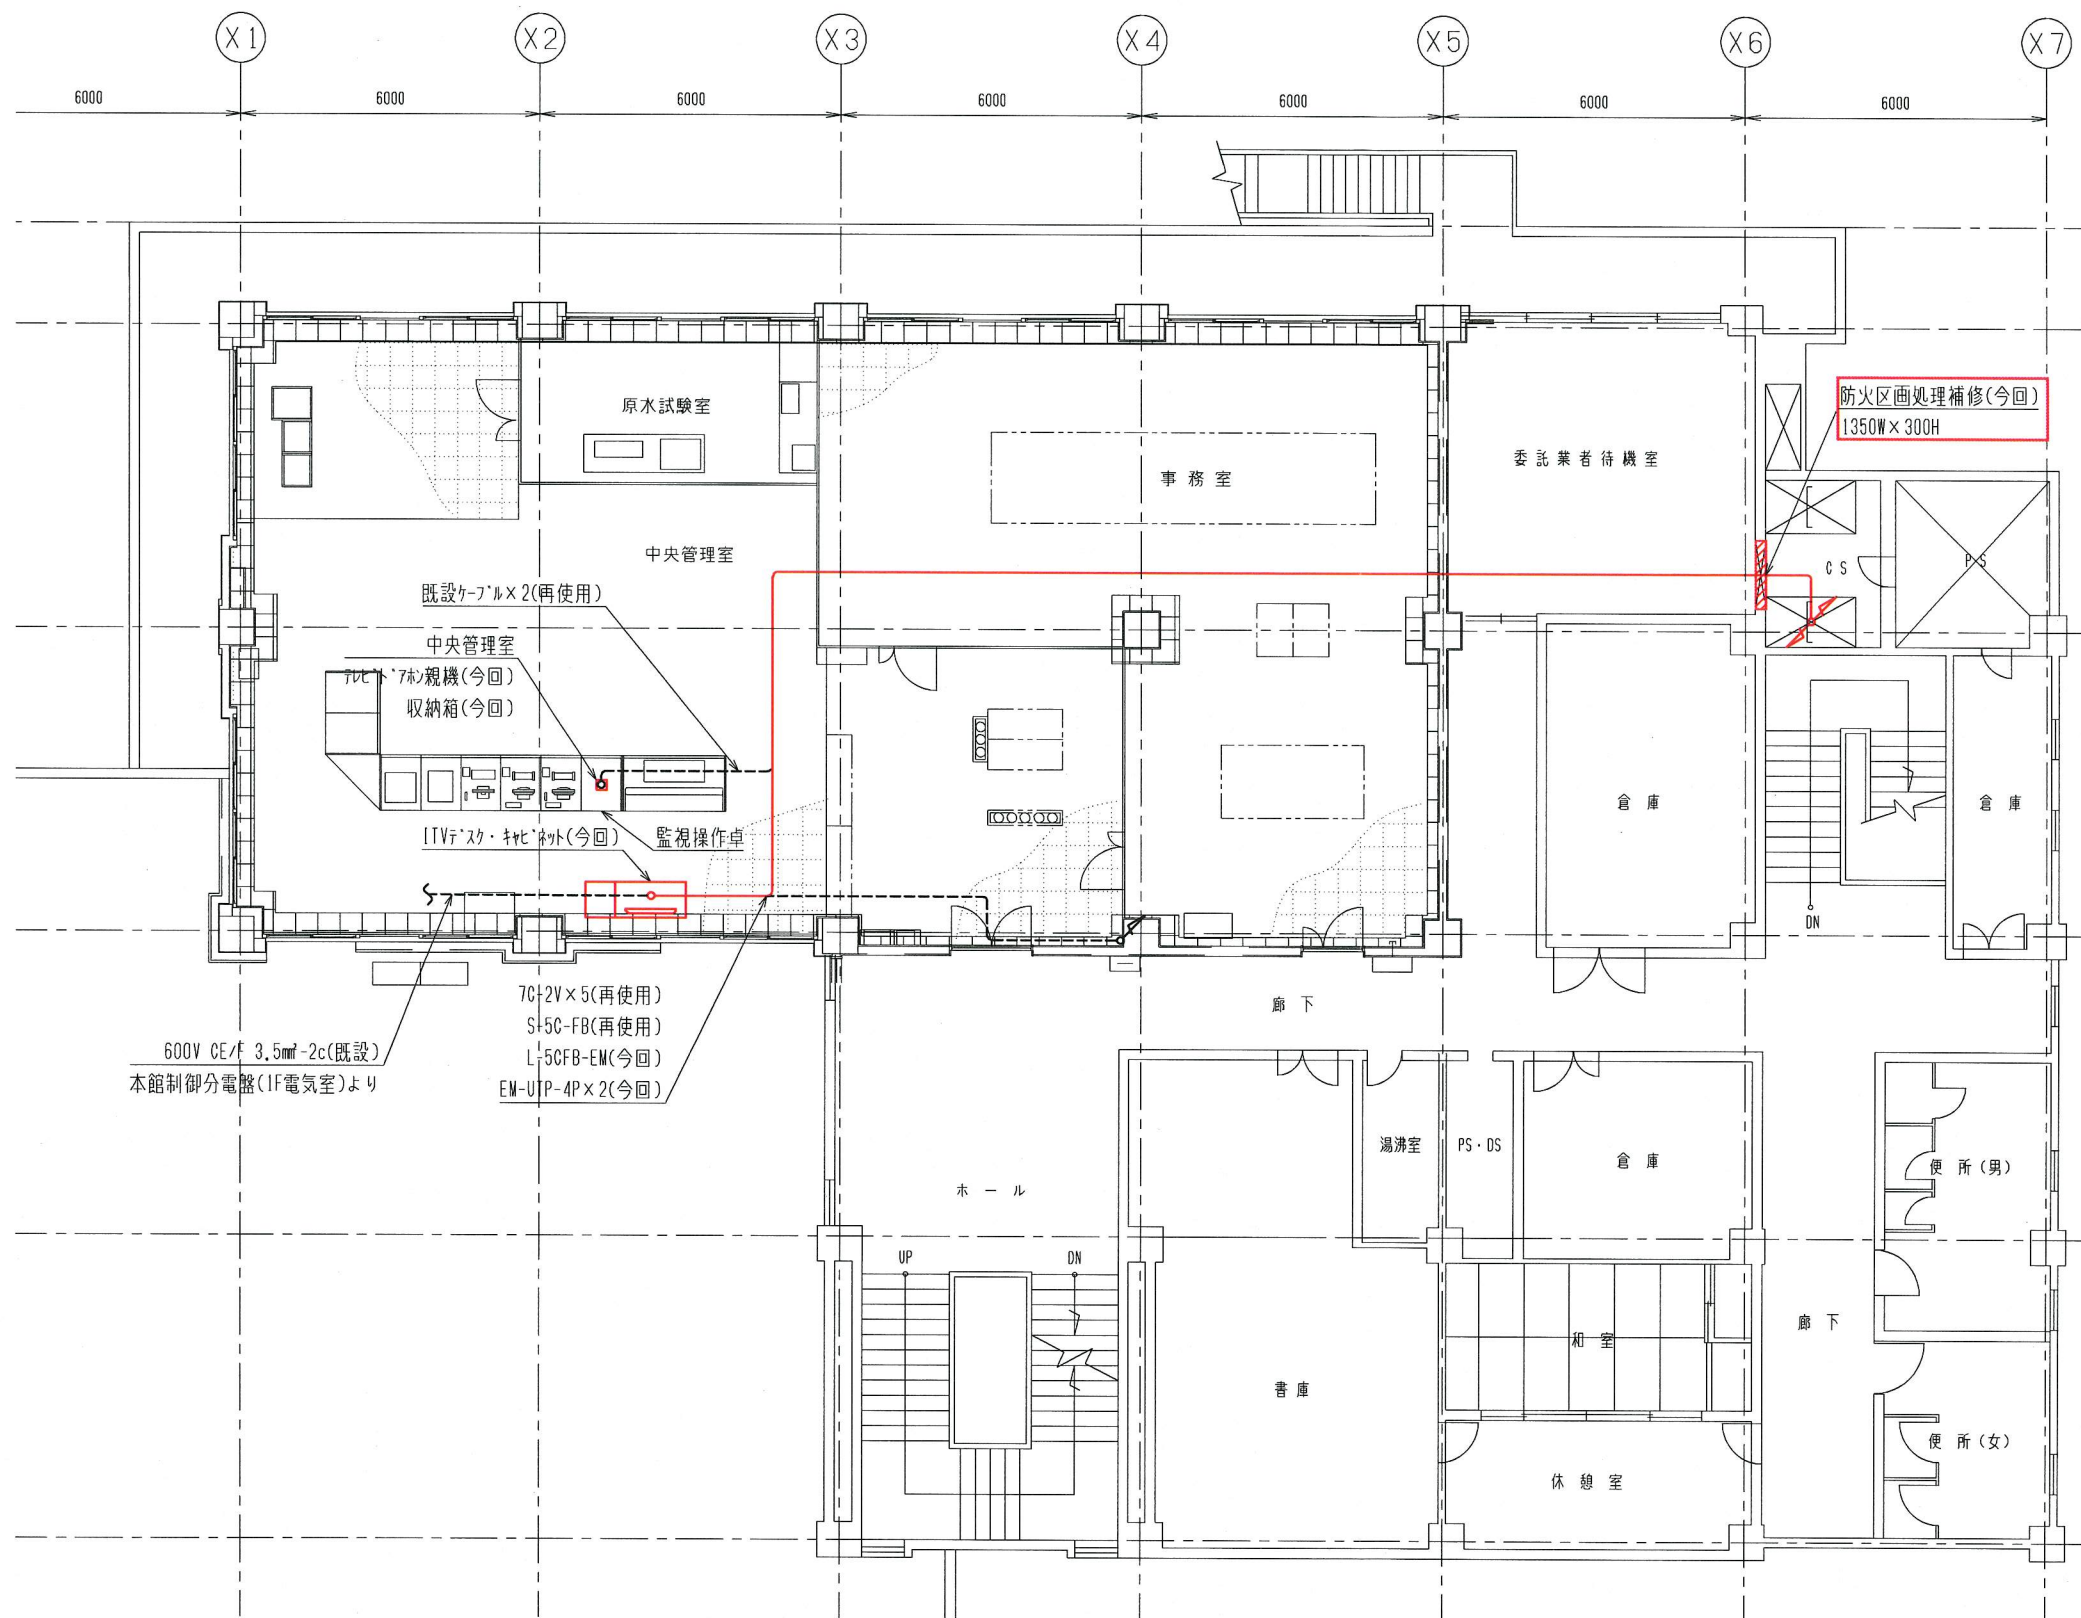 X1
X2
X3
X4
X5
X6
X7
6000
6000
6000
6000
6000
6000
6000
防火区画処理補修(今回)
1350W×300H
原水試験室
事務室
委託業者待機室
中央管理室
CS
PS
既設ケーブル×2(再使用)
中央管理室
テレビドアホン親機(今回)
収納箱(今回)
ITVデスク・キャビネット(今回)
監視操作卓
倉庫
倉庫
DN
7C-2V×5(再使用)
S-5C-FB(再使用)
L-5CFB-EM(今回)
EM-UTP-4P×2(今回)
600V CE/F 3.5mm²-2c(既設)
本館制御分電盤(1F電気室)より
廊下
湯沸室
PS・DS
倉庫
便所(男)
ホール
UP
DN
廊下
和室
書庫
便所(女)
休憩室